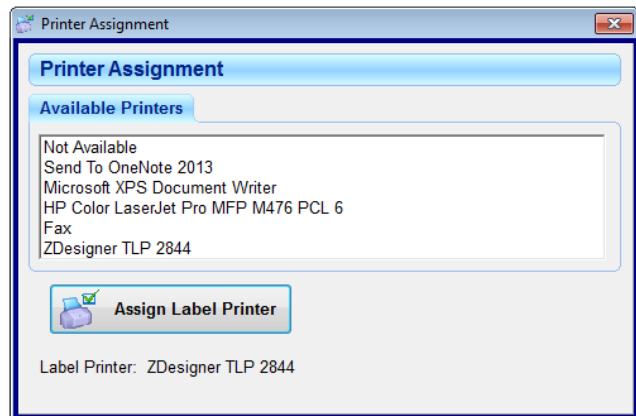 Printer Assignment
Printer Assignment
Available Printers
Not Available
Send To OneNote 2013
Microsoft XPS Document Writer
HP Color LaserJet Pro MFP M476 PCL 6
Fax
ZDesigner TLP 2844
Assign Label Printer
Label Printer: ZDesigner TLP 2844